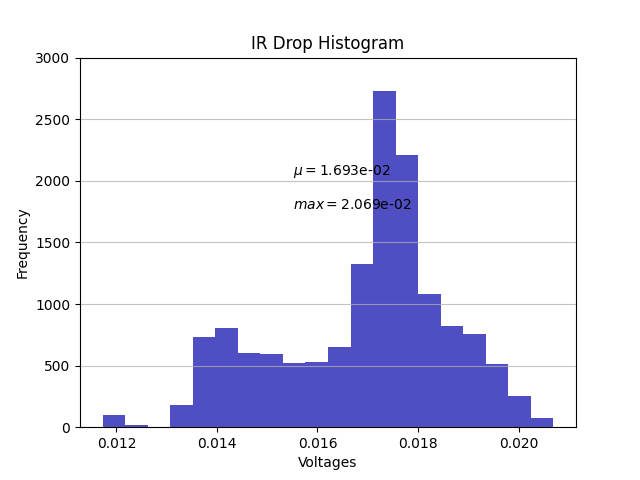 IR Drop Histogram
3000
2500
2000
1500
1000
500
0
Frequency
μ = 1.693e-02
max = 2.069e-02
0.012 0.014 0.016 0.018 0.020
Voltages